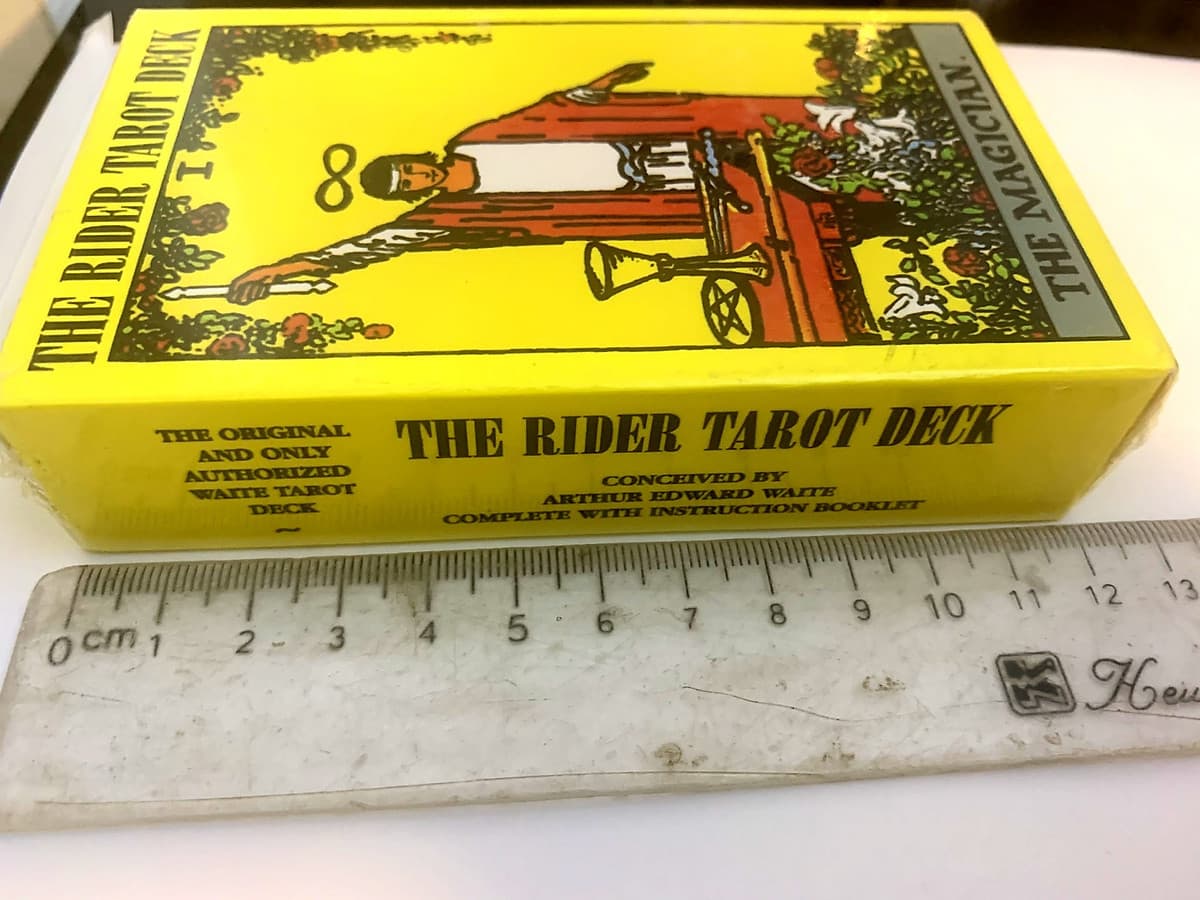 THE RIDER TAROT DECK
I
THE MAGICIAN.
THE ORIGINAL
AND ONLY
AUTHORIZED
WAITE TAROT
DECK
~
THE RIDER TAROT DECK
CONCEIVED BY
ARTHUR EDWARD WAITE
COMPLETE WITH INSTRUCTION BOOKLET
0 cm 1 2 3 4 5 6 7 8 9 10 11 12 13